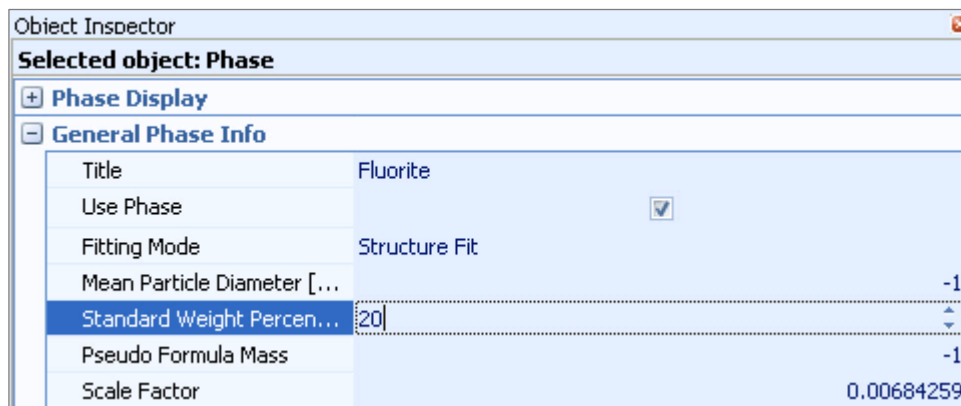 Object Inspector
Selected object: Phase
Phase Display
General Phase Info
Title Fluorite
Use Phase
Fitting Mode Structure Fit
Mean Particle Diameter [... -1
Standard Weight Percen... 20
Pseudo Formula Mass -1
Scale Factor 0.00684259